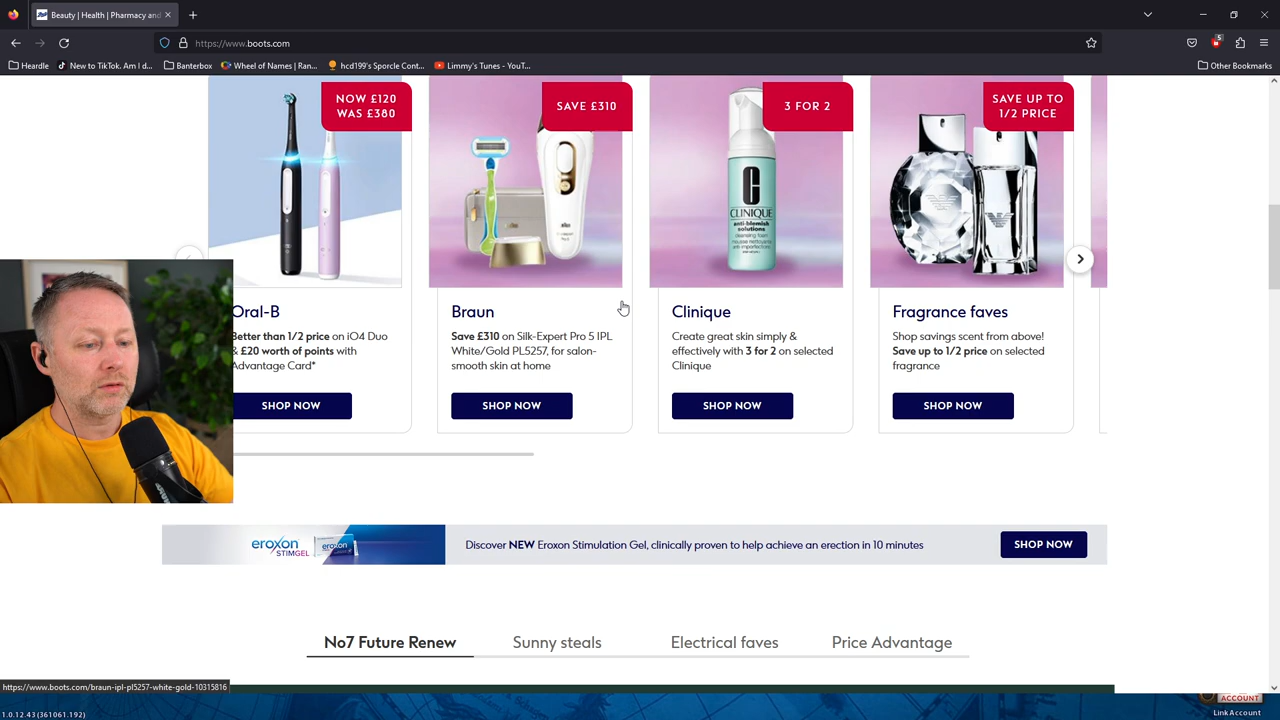 Beauty | Health | Pharmacy and
https://www.boots.com
5
Heardle
New to TikTok. Am I d...
Banterbox
Wheel of Names | Ran...
hcd199's Sporcle Cont...
Limmy's Tunes - YouT...
Other Bookmarks
NOW £120
WAS £380
SAVE £310
3 FOR 2
SAVE UP TO
1/2 PRICE
C
CLINIQUE
anti-blemish
solutions
cleansing foam
Oral-B
Better than 1/2 price on iO4 Duo
& £20 worth of points with
Advantage Card*
SHOP NOW
Braun
Save £310 on Silk-Expert Pro 5 IPL
White/Gold PL5257, for salon-
smooth skin at home
SHOP NOW
Clinique
Create great skin simply &
effectively with 3 for 2 on selected
Clinique
SHOP NOW
Fragrance faves
Shop savings scent from above!
Save up to 1/2 price on selected
fragrance
SHOP NOW
eroxon
STIMGEL
eroxon
Discover NEW Eroxon Stimulation Gel, clinically proven to help achieve an erection in 10 minutes
SHOP NOW
No7 Future Renew
Sunny steals
Electrical faves
Price Advantage
https://www.boots.com/braun-ipl-pl5257-white-gold-10315816
ACCOUNT
LinkAccount
1.0.12.43 (361061.192)